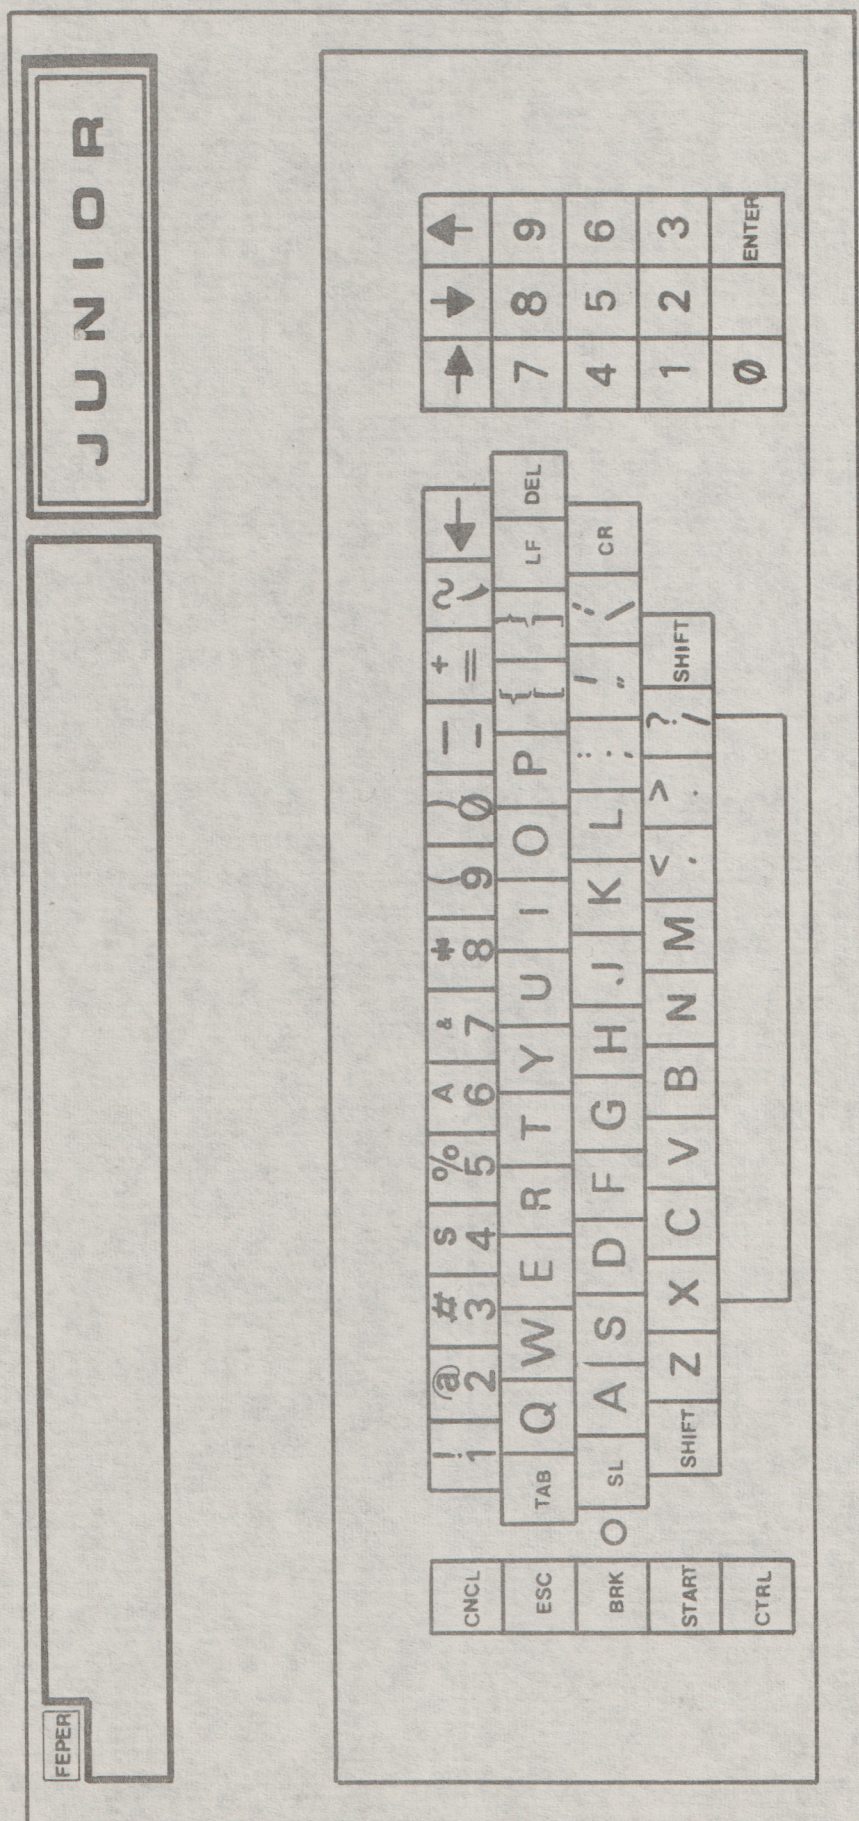 FEPER JUNIOR
CNCL ! @ # S % A & * ( ) — + ~
1 2 3 4 5 6 7 8 9 Ø – = \
ESC TAB Q W E R T Y U I O P { } LF DEL 7 8 9
[ ]
BRK SL A S D F G H J K L : ' CR 4 5 6
; "
START SHIFT Z X C V B N M < > ? SHIFT 1 2 3
, . /
CTRL Ø ENTER